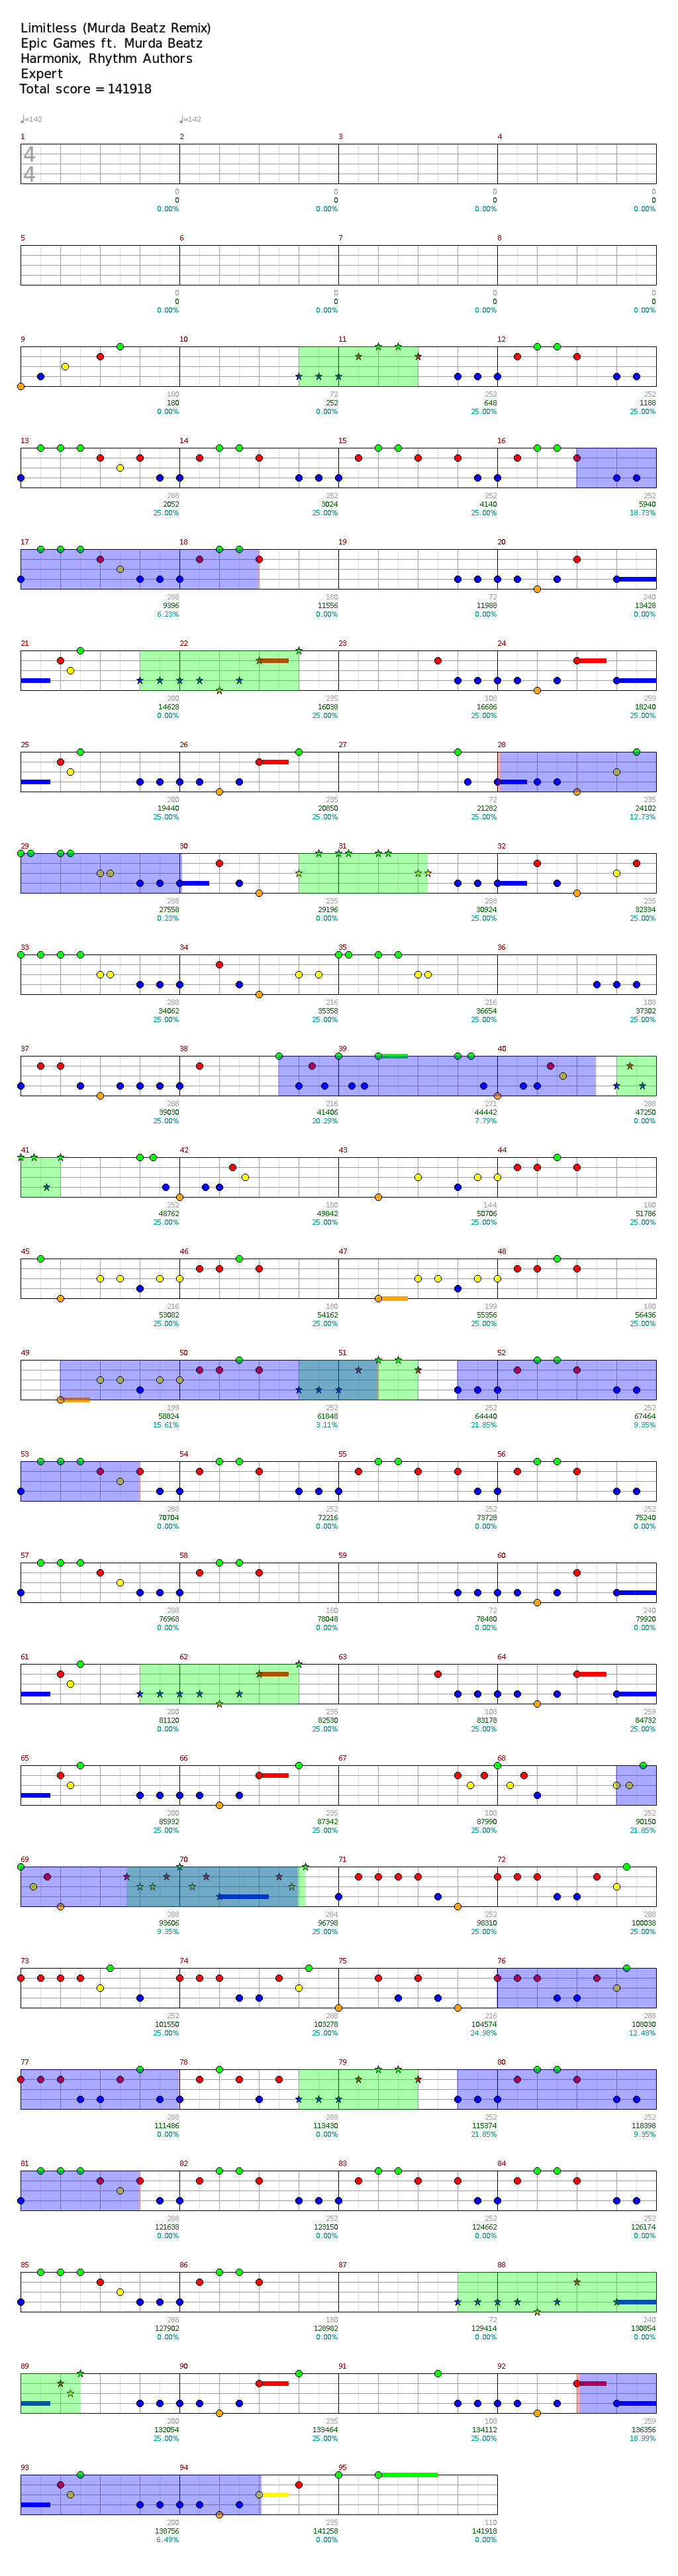 Limitless (Murda Beatz Remix)
Epic Games ft. Murda Beatz
Harmonix, Rhythm Authors
Expert
Total score = 141918
♩=142 ♩=142
1 2 3 4
4
4
0 0 0 0
0 0 0 0
0.00% 0.00% 0.00% 0.00%
5 6 7 8
0 0 0 0
0 0 0 0
0.00% 0.00% 0.00% 0.00%
9 10 11 12
180 72 252 252
180 252 648 1188
0.00% 0.00% 25.00% 25.00%
13 14 15 16
288 252 252 252
2052 3024 4140 5940
25.00% 25.00% 25.00% 18.73%
17 18 19 20
288 180 72 240
9396 11556 11988 13428
6.23% 0.00% 0.00% 0.00%
21 22 23 24
200 235 108 259
14628 16038 16686 18240
0.00% 25.00% 25.00% 25.00%
25 26 27 28
200 235 72 235
19440 20850 21282 24102
25.00% 25.00% 25.00% 12.73%
29 30 31 32
288 235 288 235
27558 29196 30924 32334
0.23% 0.00% 25.00% 25.00%
33 34 35 36
288 216 216 108
34062 35358 36654 37302
25.00% 25.00% 25.00% 25.00%
37 38 39 40
288 216 271 288
39030 41406 44442 47250
25.00% 20.29% 7.79% 0.00%
41 42 43 44
252 180 144 180
48762 49842 50706 51786
25.00% 25.00% 25.00% 25.00%
45 46 47 48
216 180 199 180
53082 54162 55356 56436
25.00% 25.00% 25.00% 25.00%
49 50 51 52
199 252 252 252
58824 61848 64440 67464
15.61% 3.11% 21.85% 9.35%
53 54 55 56
288 252 252 252
70704 72216 73728 75240
0.00% 0.00% 0.00% 0.00%
57 58 59 60
288 180 72 240
76968 78048 78480 79920
0.00% 0.00% 0.00% 0.00%
61 62 63 64
200 235 108 259
81120 82530 83178 84732
0.00% 25.00% 25.00% 25.00%
65 66 67 68
200 235 108 252
85932 87342 87990 90150
25.00% 25.00% 25.00% 21.85%
69 70 71 72
288 284 252 288
93606 96798 98310 100038
9.35% 25.00% 25.00% 25.00%
73 74 75 76
252 288 216 288
101550 103278 104574 108030
25.00% 25.00% 24.98% 12.48%
77 78 79 80
288 288 252 252
111486 113430 115374 118398
0.00% 0.00% 21.85% 9.35%
81 82 83 84
288 252 252 252
121638 123150 124662 126174
0.00% 0.00% 0.00% 0.00%
85 86 87 88
288 180 72 240
127902 128982 129414 130854
0.00% 0.00% 0.00% 0.00%
89 90 91 92
200 235 108 259
132054 133464 134112 136356
25.00% 25.00% 25.00% 18.99%
93 94 95
200 235 110
138756 141258 141918
6.49% 0.00% 0.00%